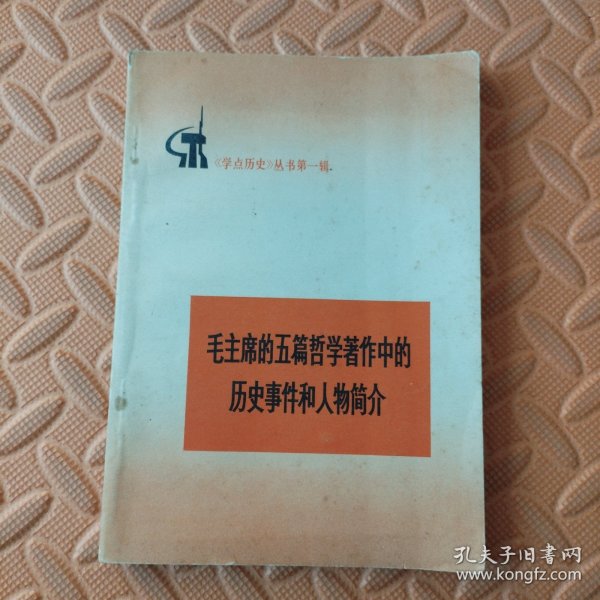 《学点历史》丛书第一辑.
毛主席的五篇哲学著作中的
历史事件和人物简介
孔夫子旧书网
www.kongfz.com